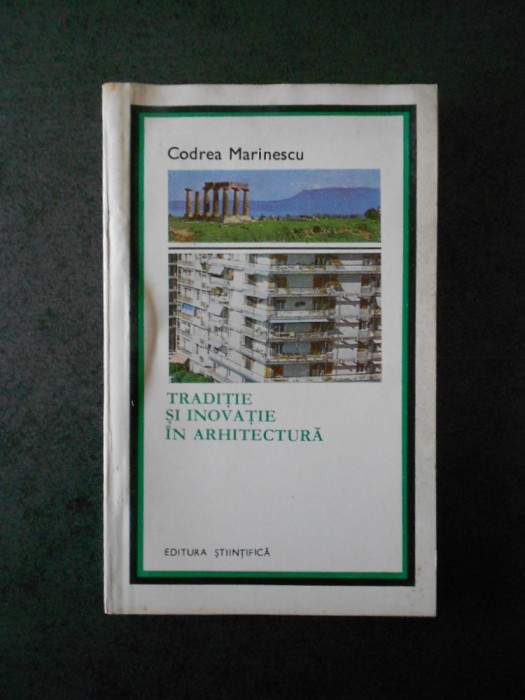 Codrea Marinescu
TRADIȚIE
ȘI INOVAȚIE
ÎN ARHITECTURĂ
EDITURA ȘTIINȚIFICĂ